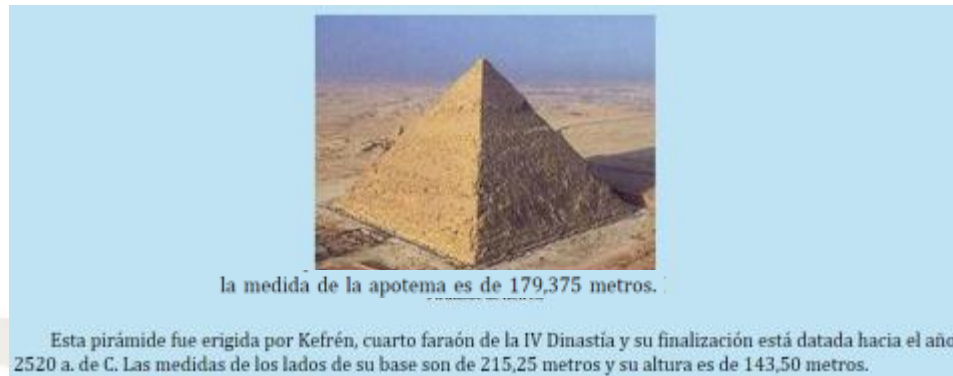 la medida de la apotema es de 179,375 metros.
Esta pirámide fue erigida por Kefrén, cuarto faraón de la IV Dinastía y su finalización está datada hacia el año
2520 a. de C. Las medidas de los lados de su base son de 215,25 metros y su altura es de 143,50 metros.